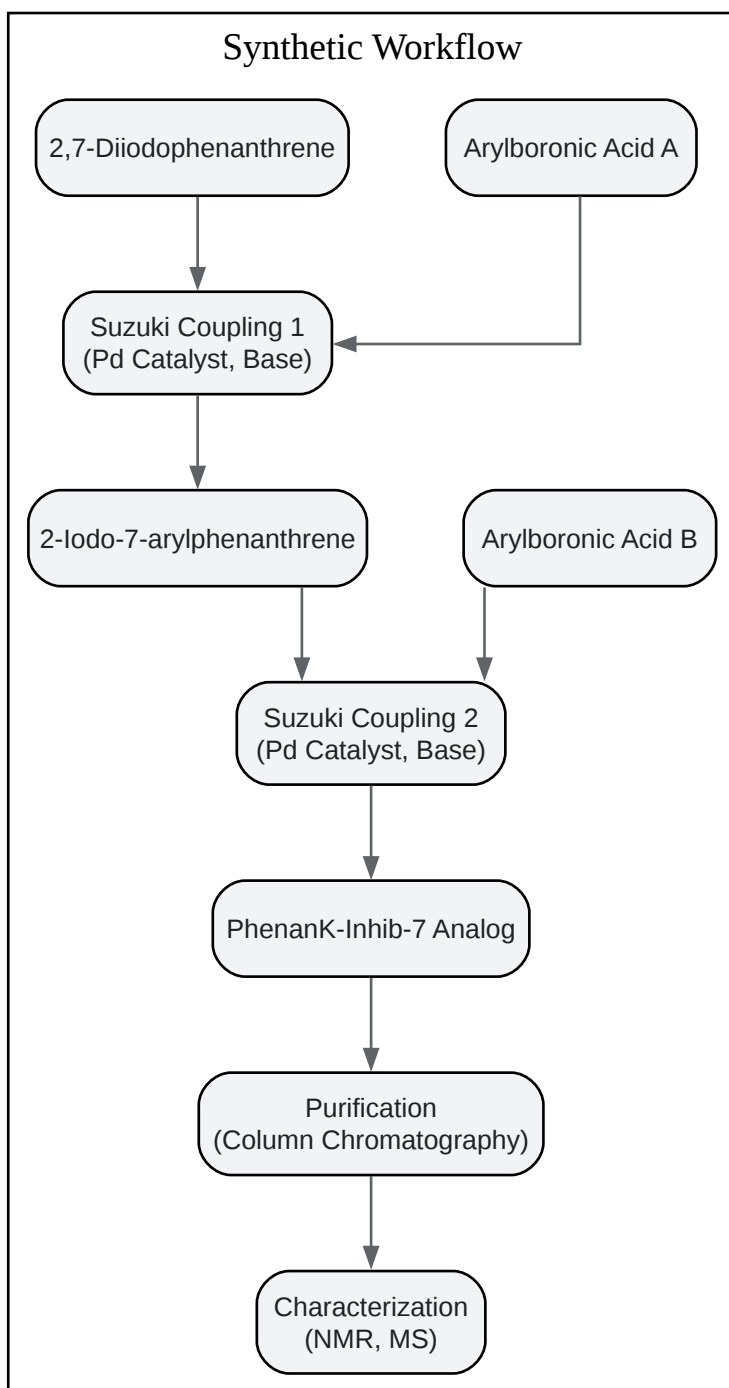 Synthetic Workflow
2,7-Diiodophenanthrene
Arylboronic Acid A
Suzuki Coupling 1
(Pd Catalyst, Base)
2-Iodo-7-arylphenanthrene
Arylboronic Acid B
Suzuki Coupling 2
(Pd Catalyst, Base)
PhenanK-Inhib-7 Analog
Purification
(Column Chromatography)
Characterization
(NMR, MS)